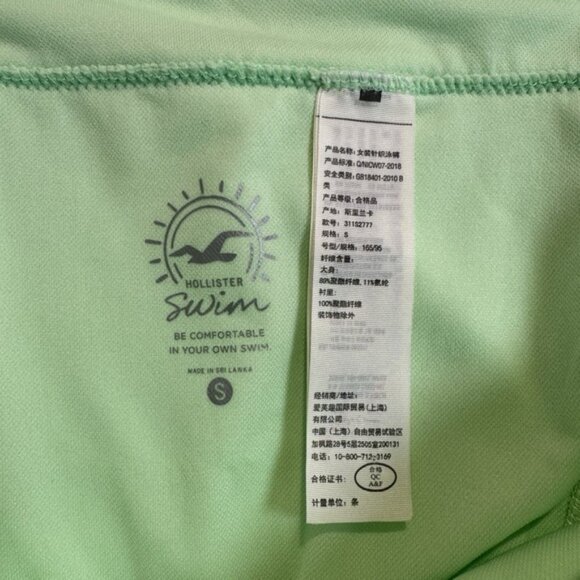 HOLLISTER
Swim
BE COMFORTABLE
IN YOUR OWN SWIM
MADE IN SRI LANKA
S
产品名称: 女装针织泳裤
产品标准: Q/NICW07-2018
安全类别: GB18401-2010 B
类
产品等级: 合格品
产地: 斯里兰卡
款号: 311S2777
规格: S
号型/规格: 165/95
纤维含量:
大身:
89%聚酯纤维, 11%氨纶
衬里:
100%聚酯纤维
装饰物除外
经销商/地址:
爱芙趣国际贸易(上海)
中国(上海)自由贸易试验区
加枫路28号5层2505室200131
电话: 10-800-712-3169
合格证书:
合格
QC
A&F
计量单位: 条